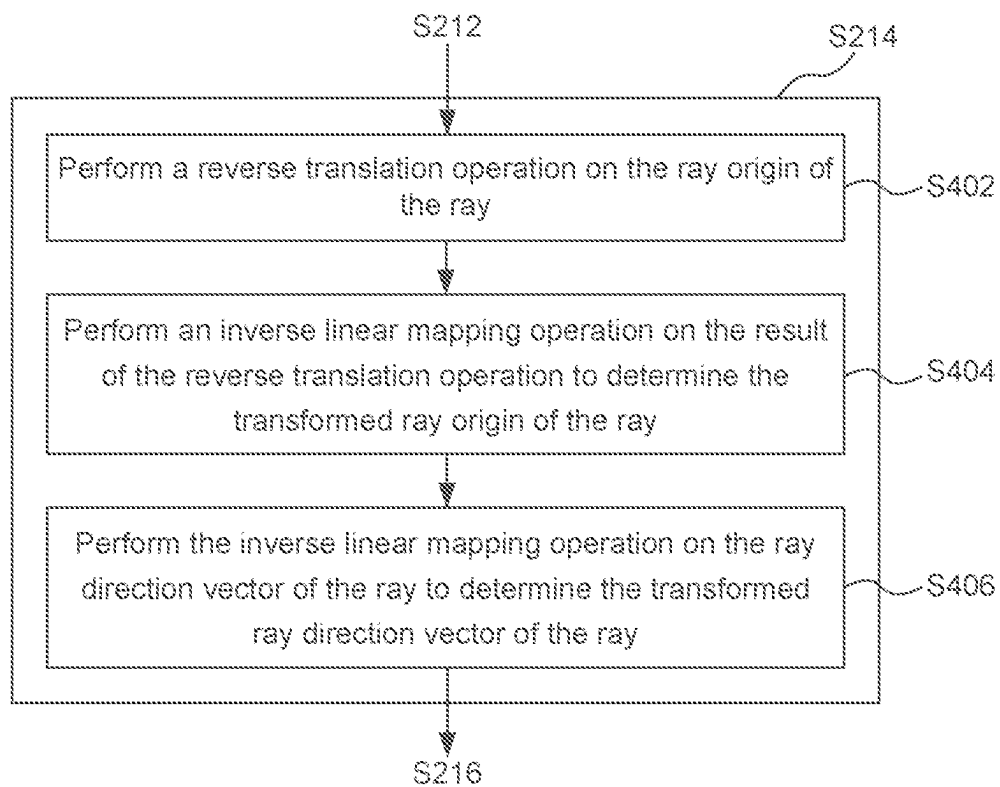 S212
S214
Perform a reverse translation operation on the ray origin of
the ray
S402
Perform an inverse linear mapping operation on the result
of the reverse translation operation to determine the
transformed ray origin of the ray
S404
Perform the inverse linear mapping operation on the ray
direction vector of the ray to determine the transformed
ray direction vector of the ray
S406
S216